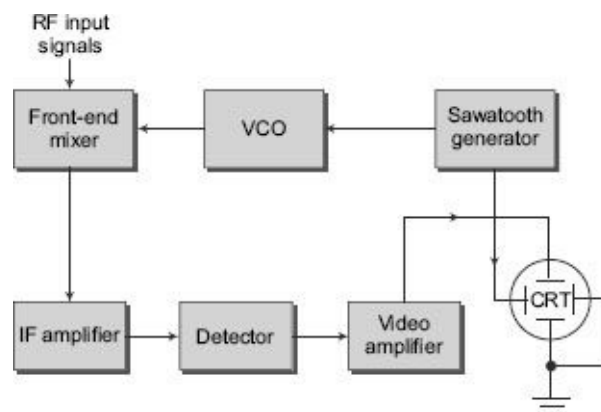 RF input
signals
Front-end
mixer
VCO
Sawatooth
generator
CRT
IF amplifier
Detector
Video
amplifier